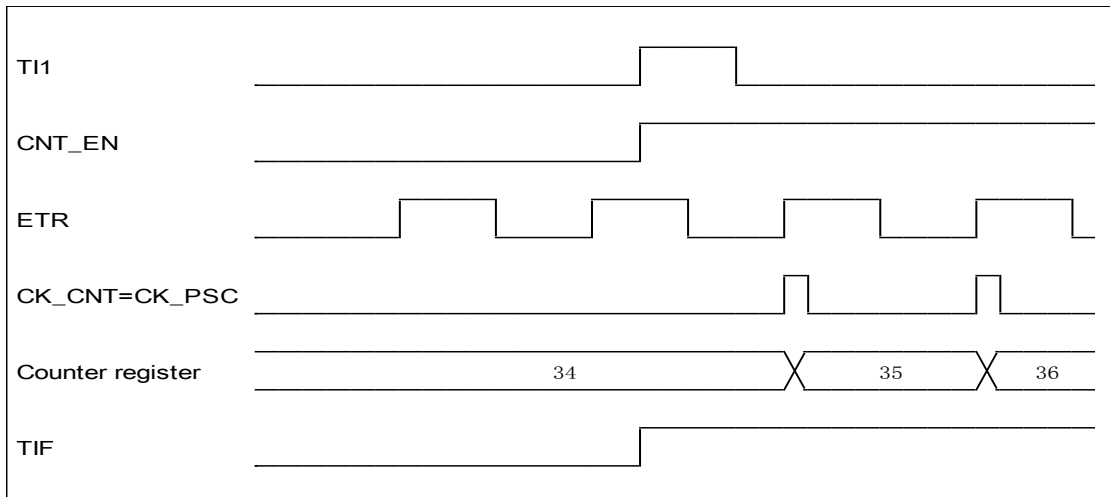 TI1
CNT_EN
ETR
CK_CNT=CK_PSC
Counter register 34 35 36
TIF